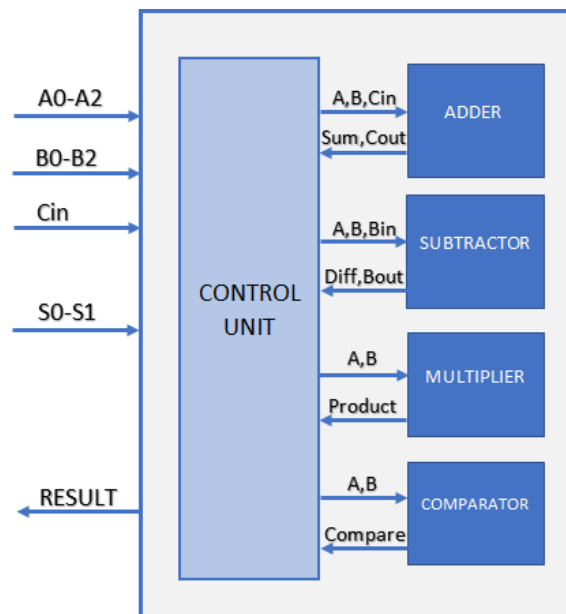 A0-A2
B0-B2
Cin
S0-S1
RESULT
CONTROL
UNIT
A,B,Cin
Sum,Cout
ADDER
A,B,Bin
Diff,Bout
SUBTRACTOR
A,B
Product
MULTIPLIER
A,B
Compare
COMPARATOR